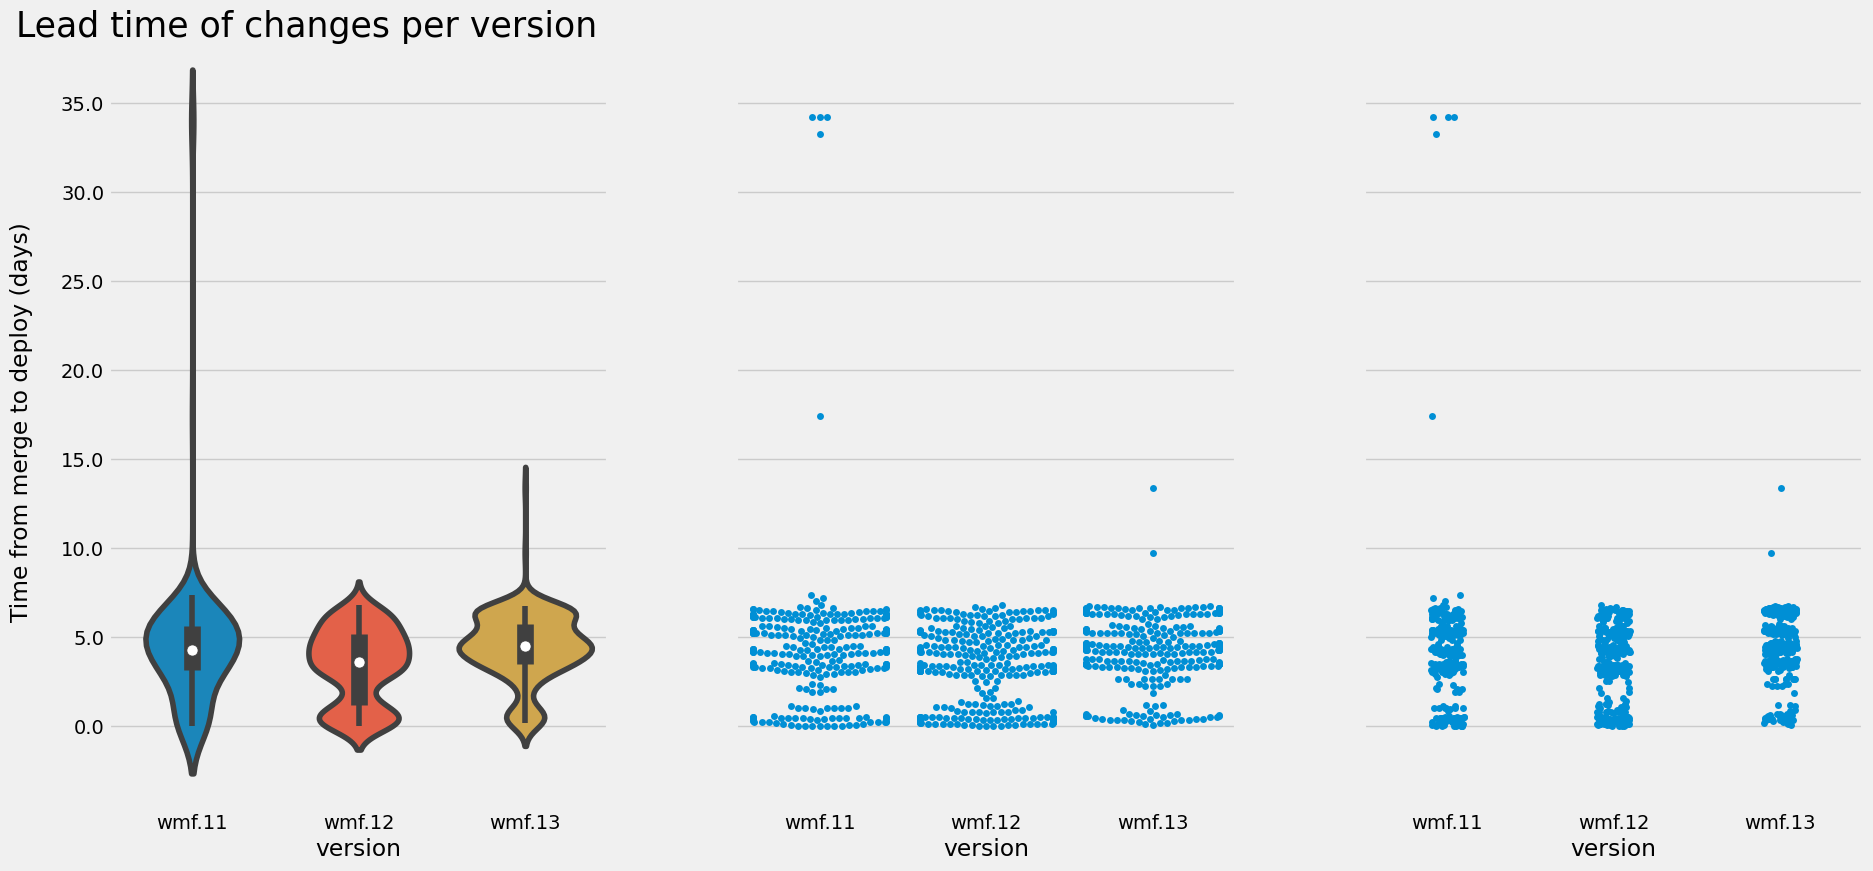 Lead time of changes per version
Time from merge to deploy (days)
35.0
30.0
25.0
20.0
15.0
10.0
5.0
0.0
wmf.11 wmf.12 wmf.13
version
wmf.11 wmf.12 wmf.13
version
wmf.11 wmf.12 wmf.13
version